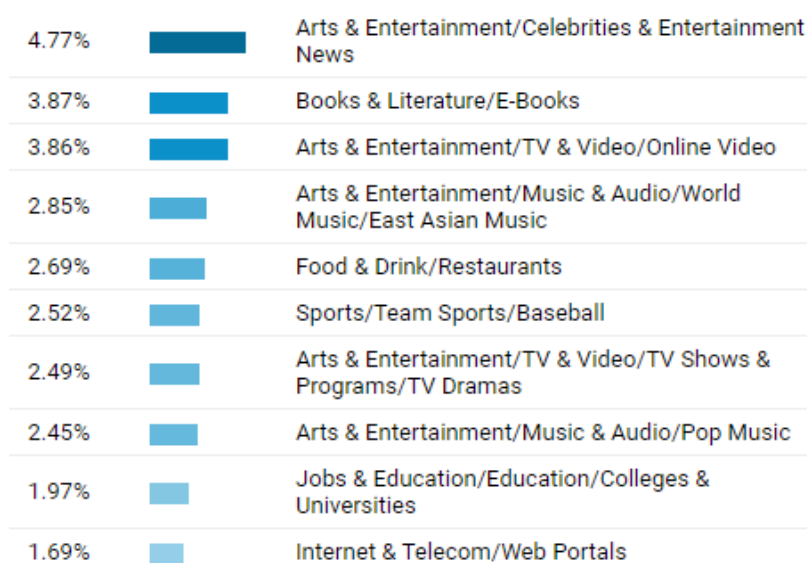 4.77% Arts & Entertainment/Celebrities & Entertainment
News
3.87% Books & Literature/E-Books
3.86% Arts & Entertainment/TV & Video/Online Video
2.85% Arts & Entertainment/Music & Audio/World
Music/East Asian Music
2.69% Food & Drink/Restaurants
2.52% Sports/Team Sports/Baseball
2.49% Arts & Entertainment/TV & Video/TV Shows &
Programs/TV Dramas
2.45% Arts & Entertainment/Music & Audio/Pop Music
1.97% Jobs & Education/Education/Colleges &
Universities
1.69% Internet & Telecom/Web Portals